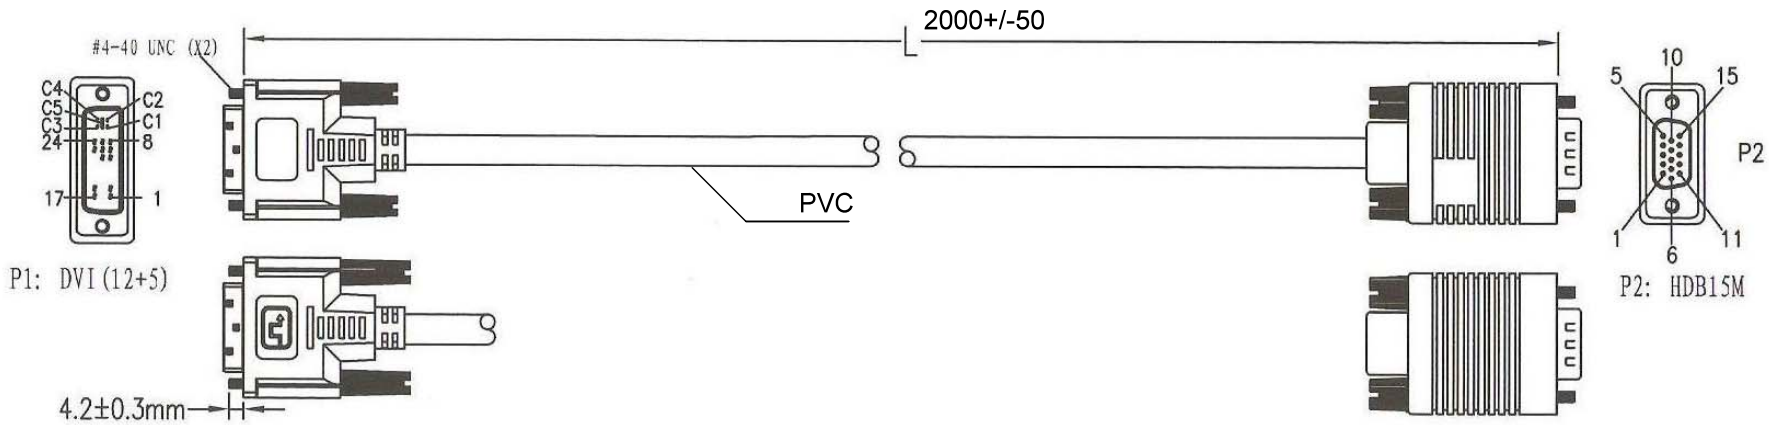 2000+/-50
L
#4-40 UNC (X2)
C4
C5
C3
24
17
C2
C1
8
1
P1: DVI(12+5)
PVC
4.2±0.3mm
10
5
15
1
6
11
P2
P2: HDB15M